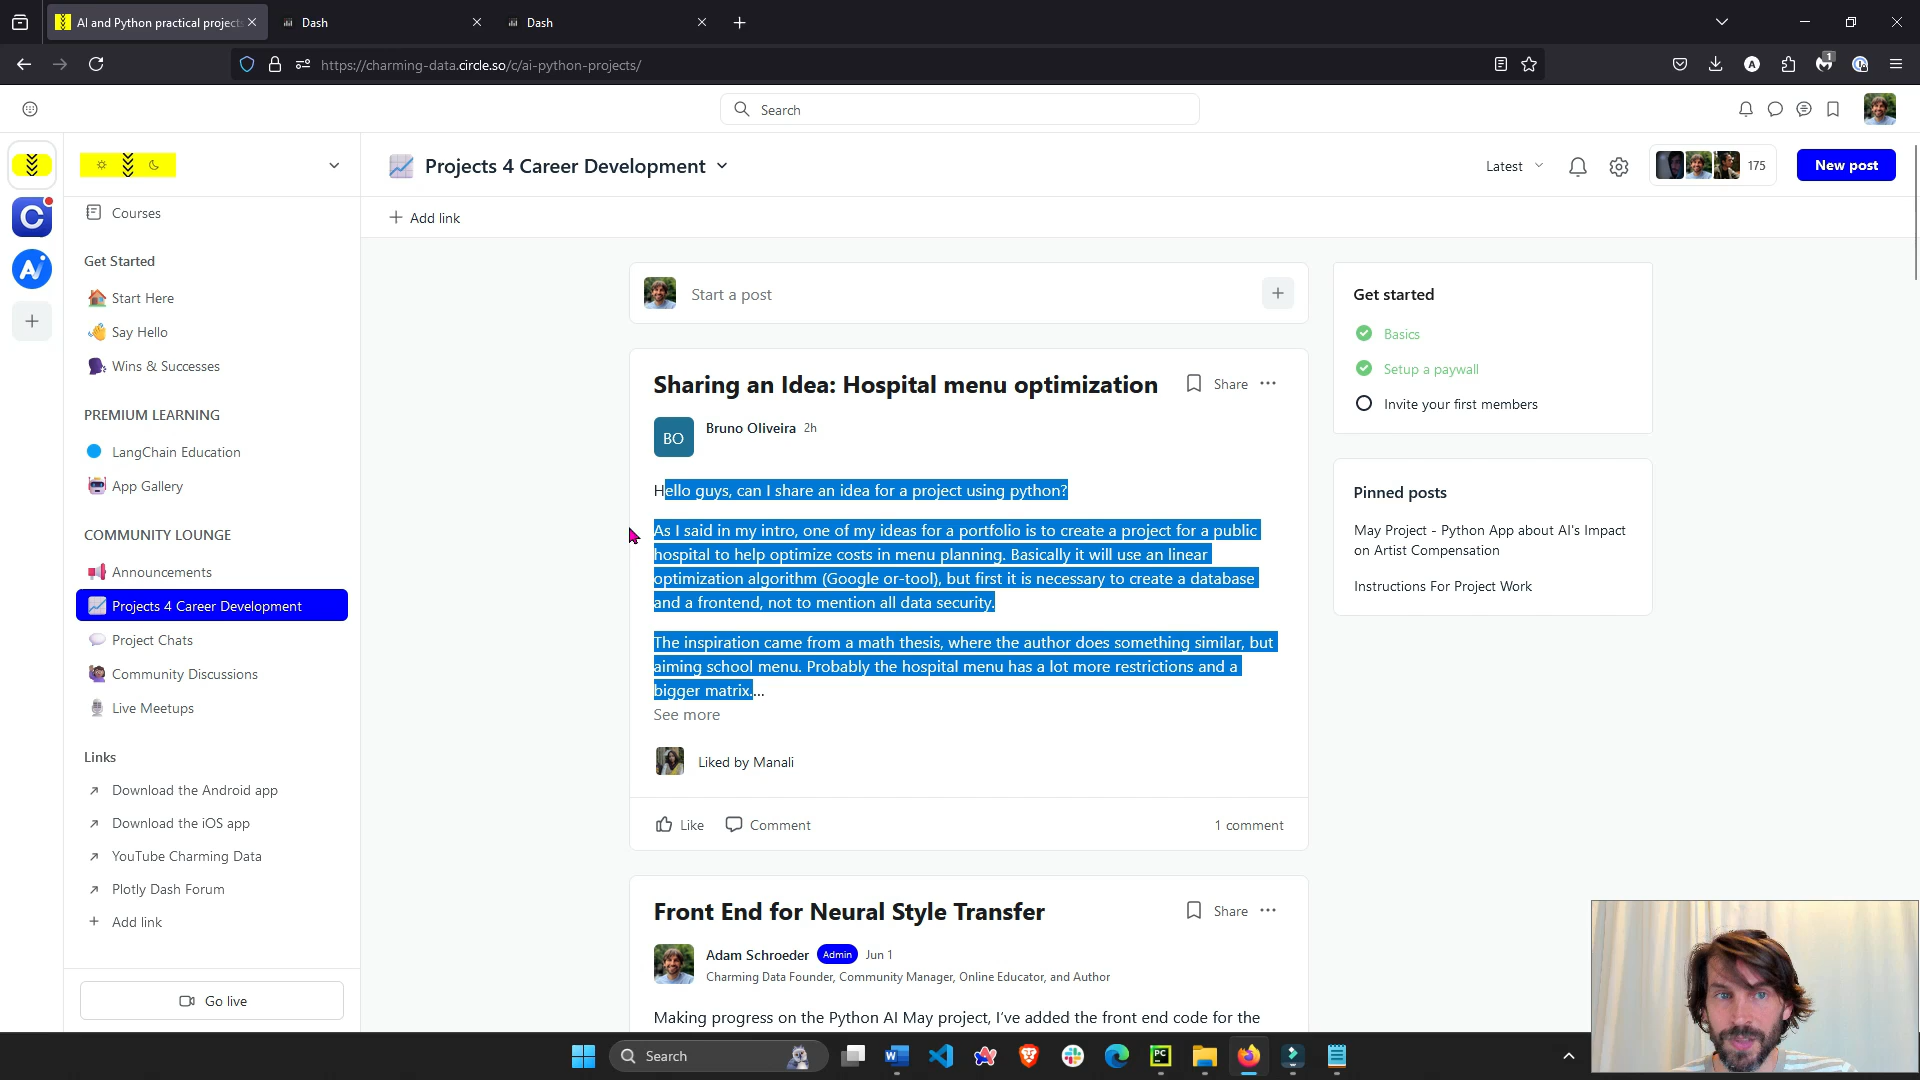 AI and Python practical projects
Dash
Dash
https://charming-data.circle.so/c/ai-python-projects/
1
Search
Projects 4 Career Development
Latest
175
New post
Add link
Courses
Get Started
Start Here
Say Hello
Wins & Successes
PREMIUM LEARNING
LangChain Education
App Gallery
COMMUNITY LOUNGE
Announcements
Projects 4 Career Development
Project Chats
Community Discussions
Live Meetups
Links
Download the Android app
Download the iOS app
YouTube Charming Data
Plotly Dash Forum
Add link
Go live
Start a post
Sharing an Idea: Hospital menu optimization
Share
BO
Bruno Oliveira 2h
Hello guys, can I share an idea for a project using python?
As I said in my intro, one of my ideas for a portfolio is to create a project for a public
hospital to help optimize costs in menu planning. Basically it will use an linear
optimization algorithm (Google or-tool), but first it is necessary to create a database
and a frontend, not to mention all data security.
The inspiration came from a math thesis, where the author does something similar, but
aiming school menu. Probably the hospital menu has a lot more restrictions and a
bigger matrix....
See more
Liked by Manali
Like
Comment
1 comment
Front End for Neural Style Transfer
Share
Adam Schroeder Admin Jun 1
Charming Data Founder, Community Manager, Online Educator, and Author
Making progress on the Python AI May project, I've added the front end code for the
Get started
Basics
Setup a paywall
Invite your first members
Pinned posts
May Project - Python App about AI's Impact
on Artist Compensation
Instructions For Project Work
Search